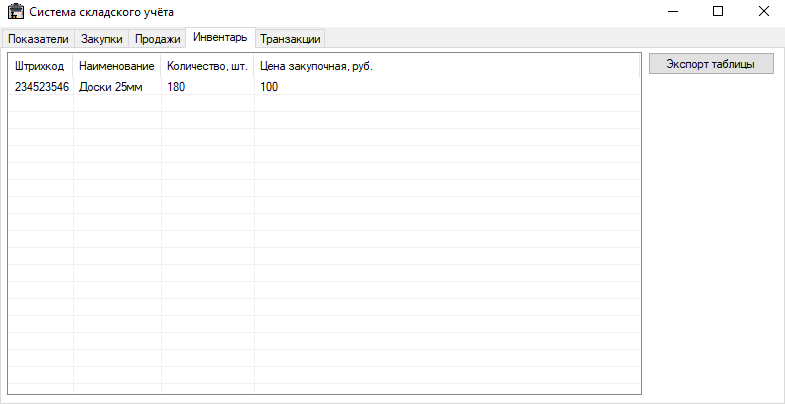 Система складского учёта
Показатели Закупки Продажи Инвентарь Транзакции
Штрихкод Наименование Количество, шт. Цена закупочная, руб. Экспорт таблицы
234523546 Доски 25мм 180 100